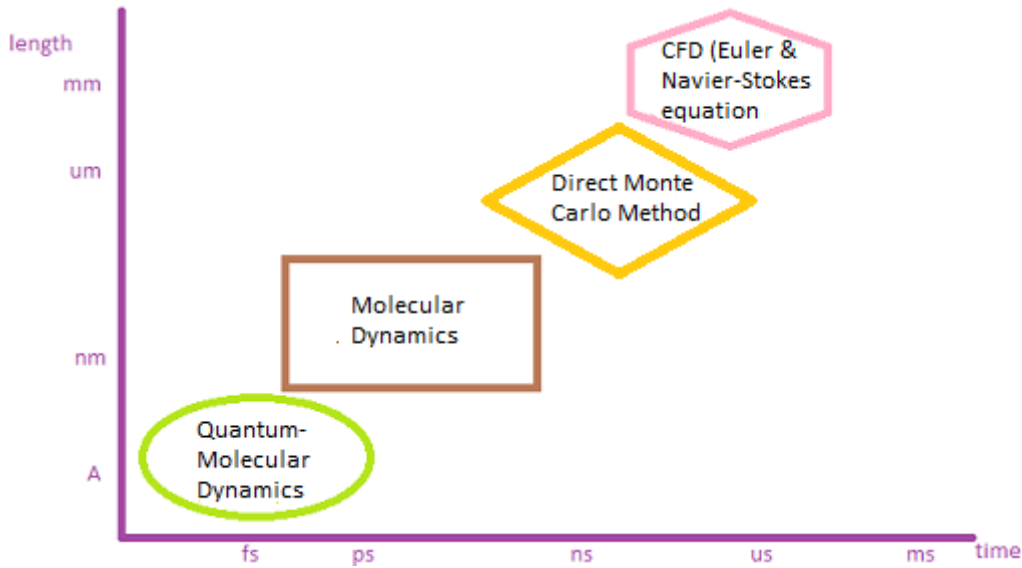 length
mm
um
nm
A
CFD (Euler &
Navier-Stokes
equation
Direct Monte
Carlo Method
Molecular
. Dynamics
Quantum-
Molecular
Dynamics
fs ps ns us ms time